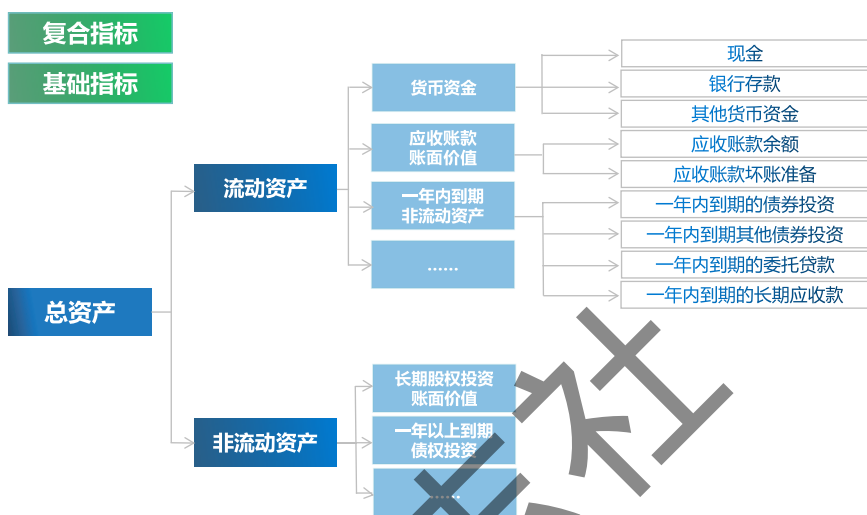 复合指标
基础指标
总资产
流动资产
非流动资产
货币资金
应收账款
账面价值
一年内到期
非流动资产
……
长期股权投资
账面价值
一年以上到期
债权投资
……
现金
银行存款
其他货币资金
应收账款余额
应收账款坏账准备
一年内到期的债券投资
一年内到期其他债券投资
一年内到期的委托贷款
一年内到期的长期应收款
社